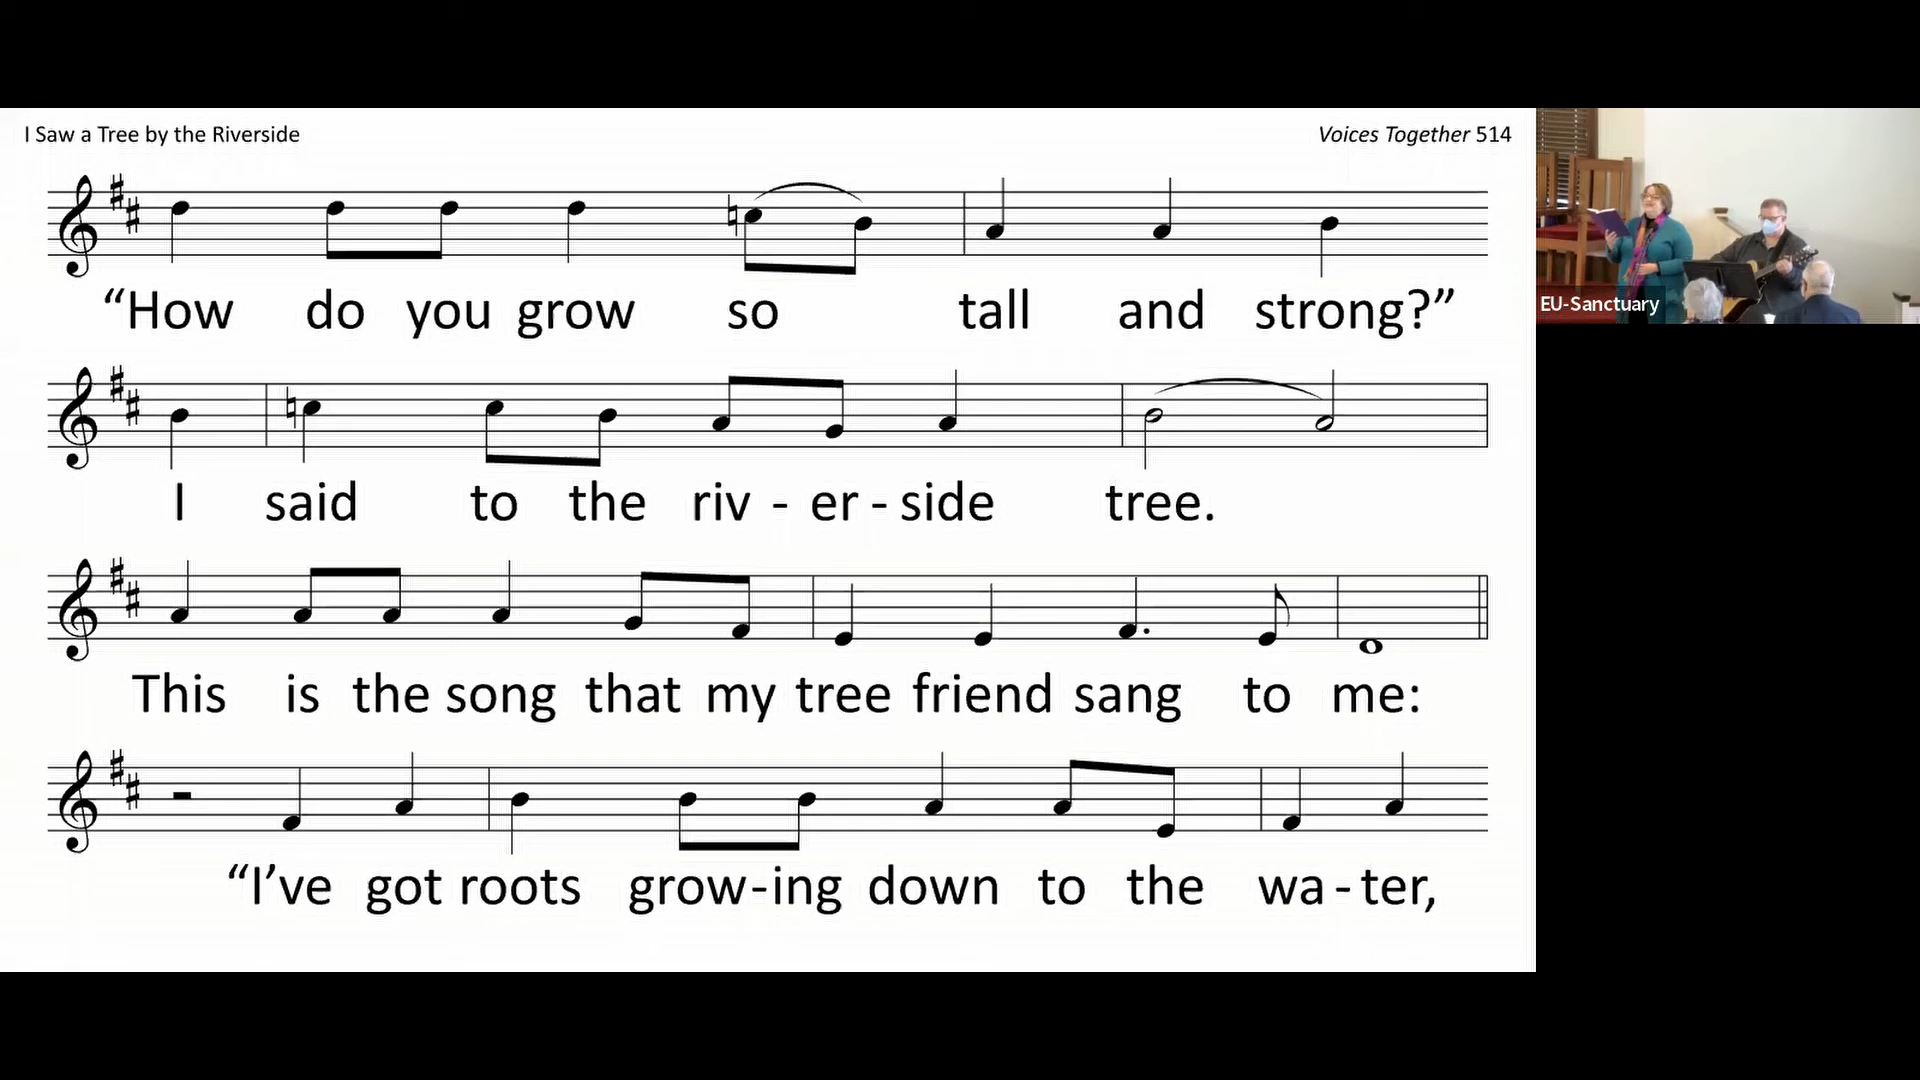 I Saw a Tree by the Riverside
Voices Together 514
“How do you grow so tall and strong?”
I said to the riv - er - side tree.
This is the song that my tree friend sang to me:
“I’ve got roots grow-ing down to the wa - ter,
EU-Sanctuary